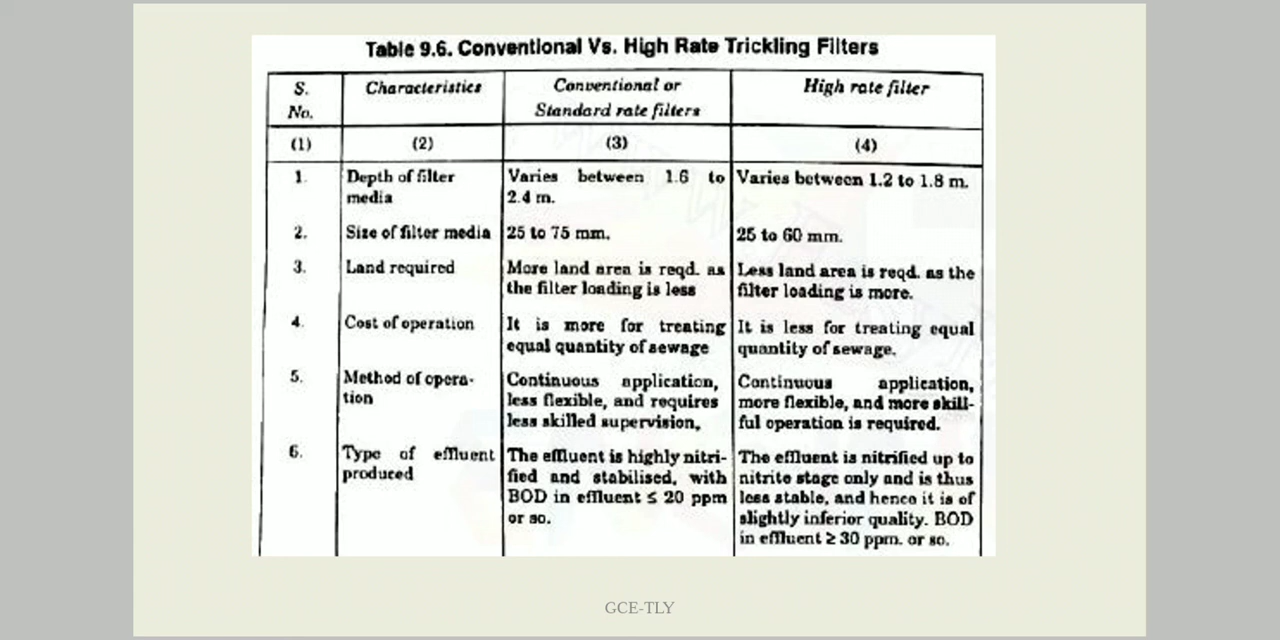 Table 9.6. Conventional Vs. High Rate Trickling Filters
S. No.
Characteristics
Conventional or
Standard rate filters
High rate filter
(1)
(2)
(3)
(4)
1.
Depth of filter
media
Varies between 1.6 to
2.4 m.
Varies between 1.2 to 1.8 m.
2.
Size of filter media
25 to 75 mm.
25 to 60 mm.
3.
Land required
More land area is reqd. as
the filter loading is less
Less land area is reqd. as the
filter loading is more.
4.
Cost of operation
It is more for treating
equal quantity of sewage
It is less for treating equal
quantity of sewage.
5.
Method of opera-
tion
Continuous application,
less flexible, and requires
less skilled supervision,
Continuous application,
more flexible, and more skill-
ful operation is required.
6.
Type of effluent
produced
The effluent is highly nitri-
fied and stabilised, with
BOD in effluent ≤ 20 ppm
or so.
The effluent is nitrified up to
nitrite stage only and is thus
less stable, and hence it is of
slightly inferior quality. BOD
in effluent ≥ 30 ppm. or so.
GCE-TLY